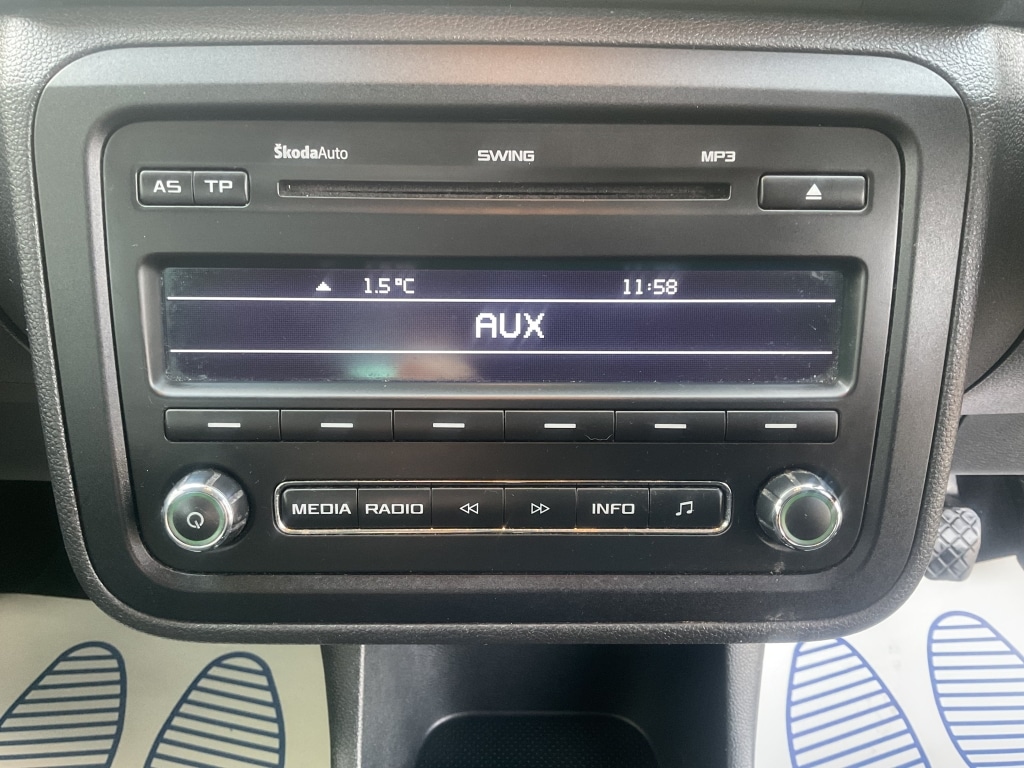 ŠkodaAuto SWING MP3
AS TP
1.5 °C 11:58
AUX
MEDIA RADIO INFO